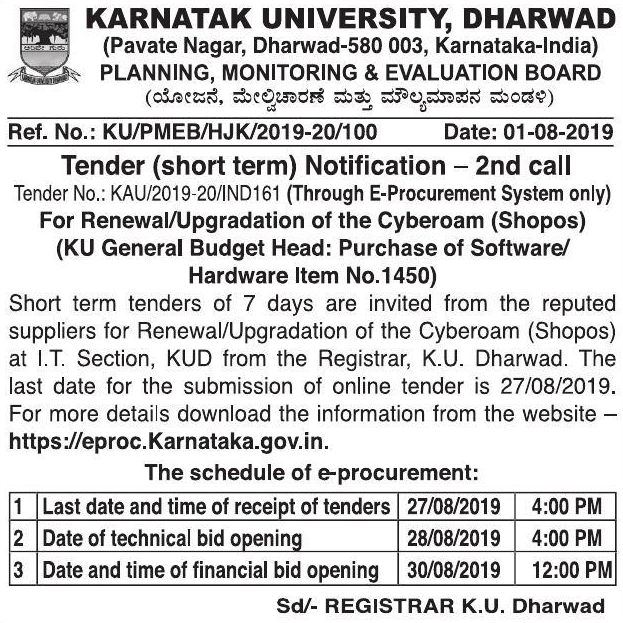 KARNATAK UNIVERSITY, DHARWAD
(Pavate Nagar, Dharwad-580 003, Karnataka-India)
PLANNING, MONITORING & EVALUATION BOARD
(ಯೋಜನೆ, ಮೇಲ್ವಿಚಾರಣೆ ಮತ್ತು ಮೌಲ್ಯಮಾಪನ ಮಂಡಳಿ)
Ref. No.: KU/PMEB/HJK/2019-20/100 Date: 01-08-2019
Tender (short term) Notification – 2nd call
Tender No.: KAU/2019-20/IND161 (Through E-Procurement System only)
For Renewal/Upgradation of the Cyberoam (Shopos)
(KU General Budget Head: Purchase of Software/
Hardware Item No.1450)
Short term tenders of 7 days are invited from the reputed
suppliers for Renewal/Upgradation of the Cyberoam (Shopos)
at I.T. Section, KUD from the Registrar, K.U. Dharwad. The
last date for the submission of online tender is 27/08/2019.
For more details download the information from the website –
https://eproc.Karnataka.gov.in.
The schedule of e-procurement:
1 Last date and time of receipt of tenders 27/08/2019 4:00 PM
2 Date of technical bid opening 28/08/2019 4:00 PM
3 Date and time of financial bid opening 30/08/2019 12:00 PM
Sd/- REGISTRAR K.U. Dharwad